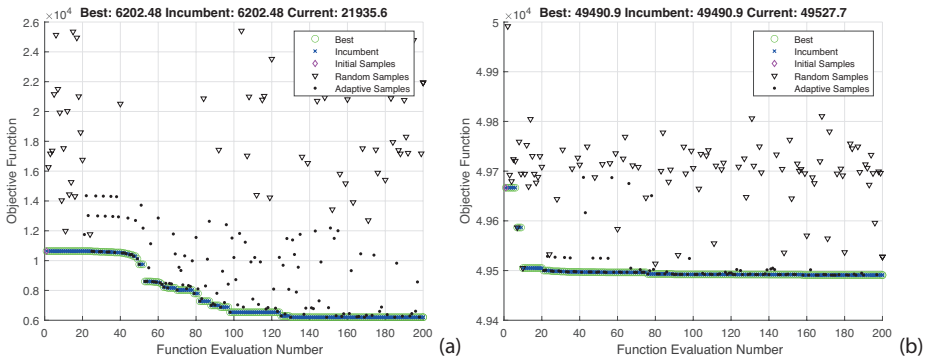 Best: 6202.48 Incumbent: 6202.48 Current: 21935.6
×10⁴
2.6
2.4
2.2
2
1.8
1.6
1.4
1.2
1
0.8
0.6
Objective Function
0 20 40 60 80 100 120 140 160 180 200
Function Evaluation Number
Best
Incumbent
Initial Samples
Random Samples
Adaptive Samples
(a)
Best: 49490.9 Incumbent: 49490.9 Current: 49527.7
×10⁴
5
4.99
4.98
4.97
4.96
4.95
4.94
Objective Function
0 20 40 60 80 100 120 140 160 180 200
Function Evaluation Number
Best
Incumbent
Initial Samples
Random Samples
Adaptive Samples
(b)